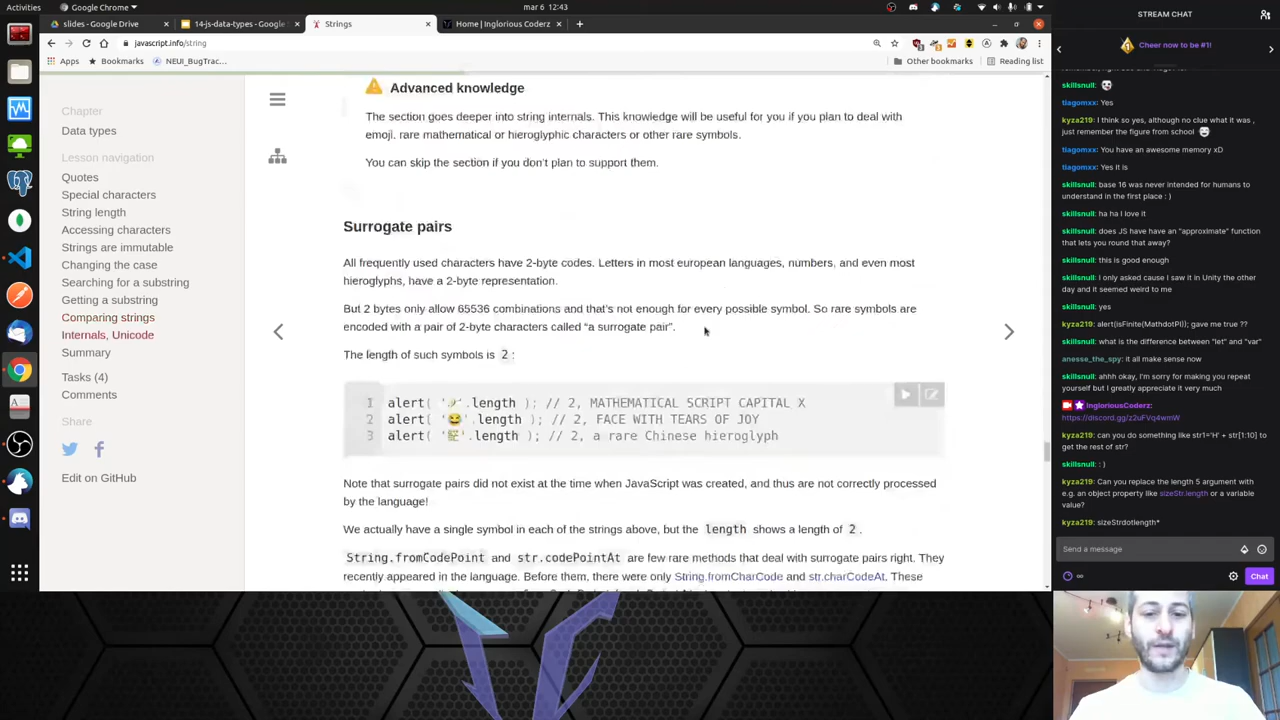 Activities
Google Chrome
mar 6 12:43
slides - Google Drive
14-js-data-types - Google S
Strings
Home | Inglorious Coderz
javascript.info/string
Apps
Bookmarks
NEUI_BugTrac…
Other bookmarks
Reading list
Chapter
Data types
Lesson navigation
Quotes
Special characters
String length
Accessing characters
Strings are immutable
Changing the case
Searching for a substring
Getting a substring
Comparing strings
Internals, Unicode
Summary
Tasks (4)
Comments
Share
Edit on GitHub
Advanced knowledge
The section goes deeper into string internals. This knowledge will be useful for you if you plan to deal with
emoji, rare mathematical or hieroglyphic characters or other rare symbols.
You can skip the section if you don't plan to support them.
Surrogate pairs
All frequently used characters have 2-byte codes. Letters in most european languages, numbers, and even most
hieroglyphs, have a 2-byte representation.
But 2 bytes only allow 65536 combinations and that's not enough for every possible symbol. So rare symbols are
encoded with a pair of 2-byte characters called "a surrogate pair".
The length of such symbols is 2:
1 alert( '𝒳'.length ); // 2, MATHEMATICAL SCRIPT CAPITAL X
2 alert( '😂'.length ); // 2, FACE WITH TEARS OF JOY
3 alert( ' '.length ); // 2, a rare Chinese hieroglyph
Note that surrogate pairs did not exist at the time when JavaScript was created, and thus are not correctly processed
by the language!
We actually have a single symbol in each of the strings above, but the length shows a length of 2.
String.fromCodePoint and str.codePointAt are few rare methods that deal with surrogate pairs right. They
recently appeared in the language. Before them, there were only String.fromCharCode and str.charCodeAt. These
STREAM CHAT
Cheer now to be #1!
skillsnull:
tiagomxx: Yes
kyza219: I think so yes, although no clue what it was ,
just remember the figure from school
tiagomxx: You have an awesome memory xD
tiagomxx: Yes it is
skillsnull: base 16 was never intended for humans to
understand in the first place : )
skillsnull: ha ha I love it
skillsnull: does JS have have an "approximate" function
that lets you round that away?
skillsnull: this is good enough
skillsnull: I only asked cause I saw it in Unity the other
day and it seemed weird to me
skillsnull: yes
kyza219: alert(isFinite(MathdotPI)); gave me true ??
skillsnull: what is the difference between "let" and "var"
anesse_the_spy: it all make sense now
skillsnull: ahhh okay, I'm sorry for making you repeat
yourself but I greatly appreciate it very much
IngloriousCoderz:
https://discord.gg/z2uFVq4wmW
kyza219: can you do something like str1='H' + str[1:10] to
get the rest of str?
skillsnull: : )
kyza219: Can you replace the length 5 argument with
e.g. an object property like sizeStr.length or a variable
value?
kyza219: sizeStrdotlength*
Send a message
Chat